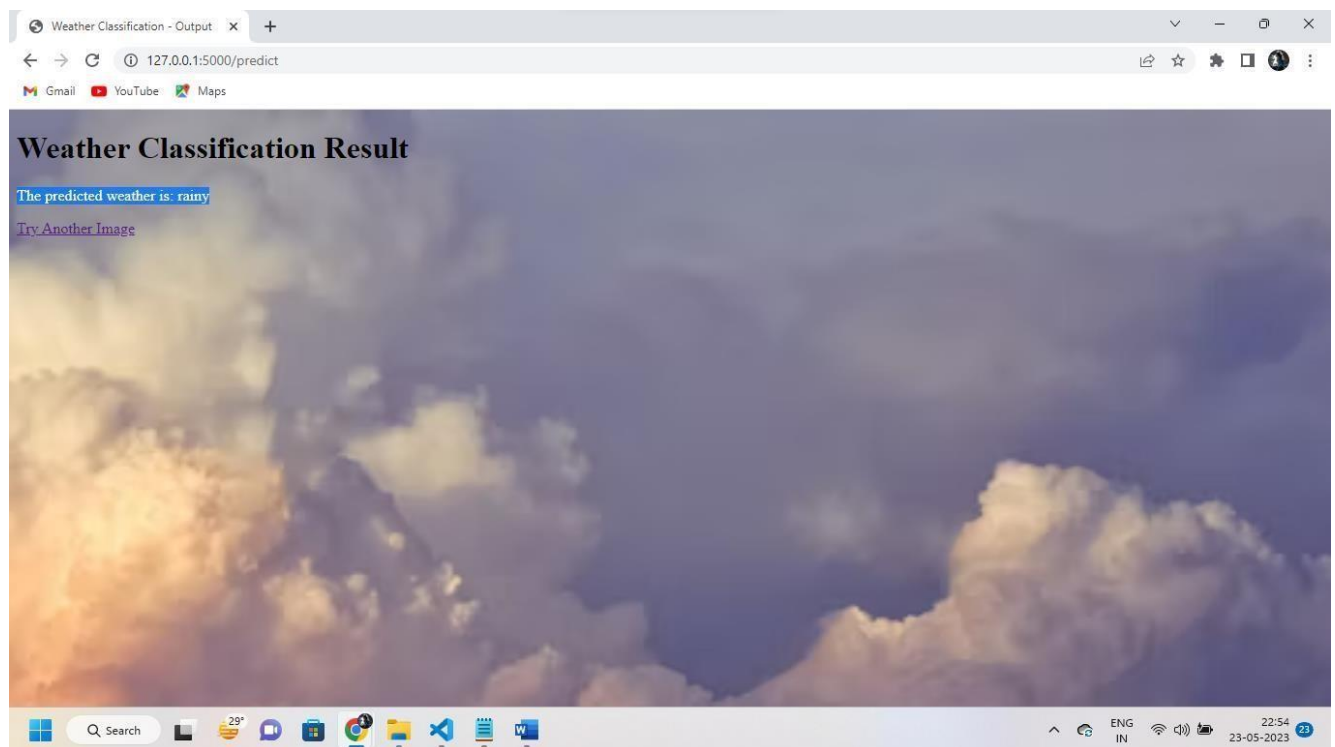 Weather Classification - Output
127.0.0.1:5000/predict
Gmail YouTube Maps
Weather Classification Result
The predicted weather is: rainy
Try Another Image
Search 29° ENG 22:54
IN 23-05-2023 23